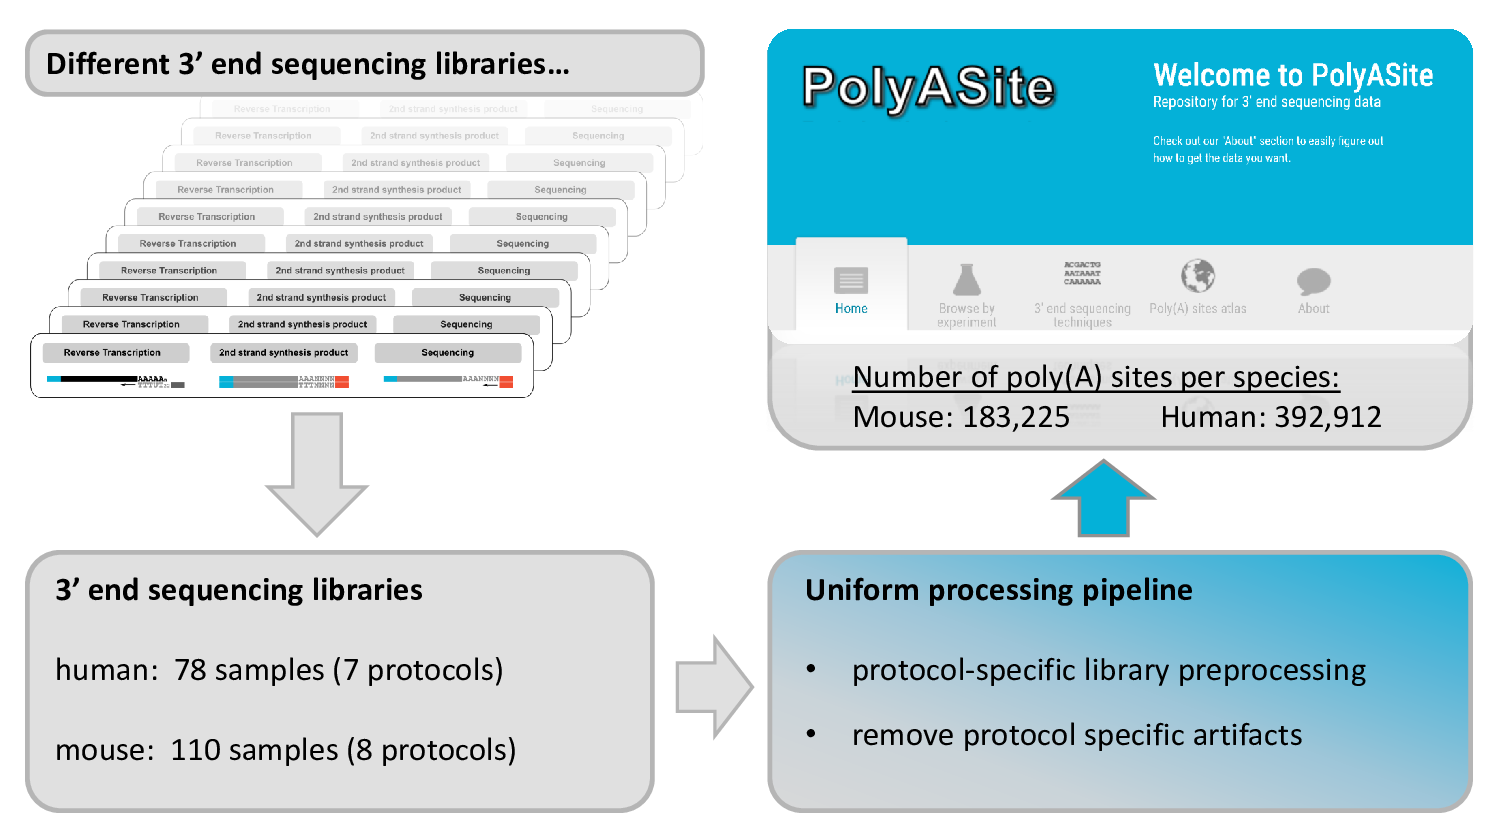 Different 3’ end sequencing libraries…
Reverse Transcription 2nd strand synthesis product Sequencing
Reverse Transcription 2nd strand synthesis product Sequencing
Reverse Transcription 2nd strand synthesis product Sequencing
Reverse Transcription 2nd strand synthesis product Sequencing
Reverse Transcription 2nd strand synthesis product Sequencing
Reverse Transcription 2nd strand synthesis product Sequencing
Reverse Transcription 2nd strand synthesis product Sequencing
Reverse Transcription 2nd strand synthesis product Sequencing
Reverse Transcription 2nd strand synthesis product Sequencing
Reverse Transcription 2nd strand synthesis product Sequencing
AAANNNN AAANNNN
TTTNNNN
3’ end sequencing libraries
human: 78 samples (7 protocols)
mouse: 110 samples (8 protocols)
Uniform processing pipeline
• protocol-specific library preprocessing
• remove protocol specific artifacts
PolyASite
Welcome to PolyASite
Repository for 3' end sequencing data
Check out our "About" section to easily figure out
how to get the data you want.
Home
Browse by
experiment
ACGACTG
AATAAAT
CAAAAAA
3' end sequencing
techniques
Poly(A) sites atlas
About
Number of poly(A) sites per species:
Mouse: 183,225 Human: 392,912